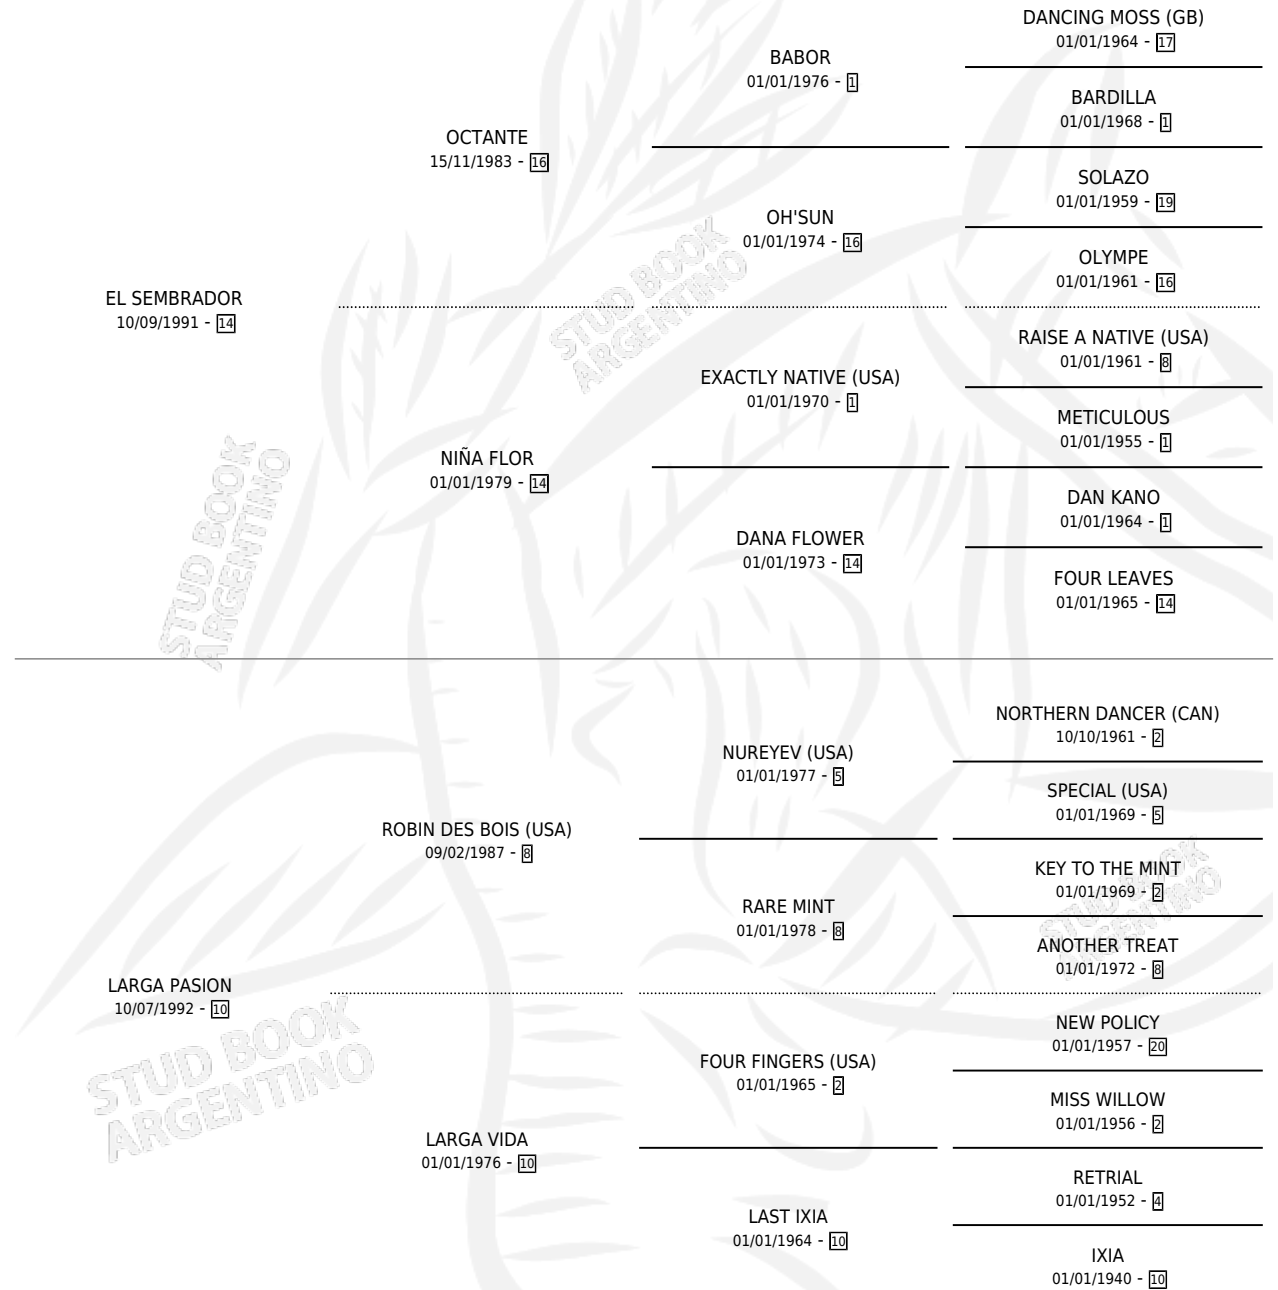 DANCING MOSS (GB)
01/01/1964 - 17
BABOR
01/01/1976 - 1
BARDILLA
01/01/1968 - 1
OCTANTE
15/11/1983 - 16
SOLAZO
01/01/1959 - 19
OH'SUN
01/01/1974 - 16
OLYMPE
01/01/1961 - 16
EL SEMBRADOR
10/09/1991 - 14
RAISE A NATIVE (USA)
01/01/1961 - 8
EXACTLY NATIVE (USA)
01/01/1970 - 1
METICULOUS
01/01/1955 - 1
NIÑA FLOR
01/01/1979 - 14
DAN KANO
01/01/1964 - 1
DANA FLOWER
01/01/1973 - 14
FOUR LEAVES
01/01/1965 - 14
NORTHERN DANCER (CAN)
10/10/1961 - 2
NUREYEV (USA)
01/01/1977 - 5
SPECIAL (USA)
01/01/1969 - 5
ROBIN DES BOIS (USA)
09/02/1987 - 8
KEY TO THE MINT
01/01/1969 - 2
RARE MINT
01/01/1978 - 8
ANOTHER TREAT
01/01/1972 - 8
LARGA PASION
10/07/1992 - 10
NEW POLICY
01/01/1957 - 20
FOUR FINGERS (USA)
01/01/1965 - 2
MISS WILLOW
01/01/1956 - 2
LARGA VIDA
01/01/1976 - 10
RETRIAL
01/01/1952 - 4
LAST IXIA
01/01/1964 - 10
IXIA
01/01/1940 - 10
STUD BOOK
ARGENTINO
STUD BOOK
ARGENTINO
STUD BOOK
ARGENTINO
STUD BOOK
ARGENTINO